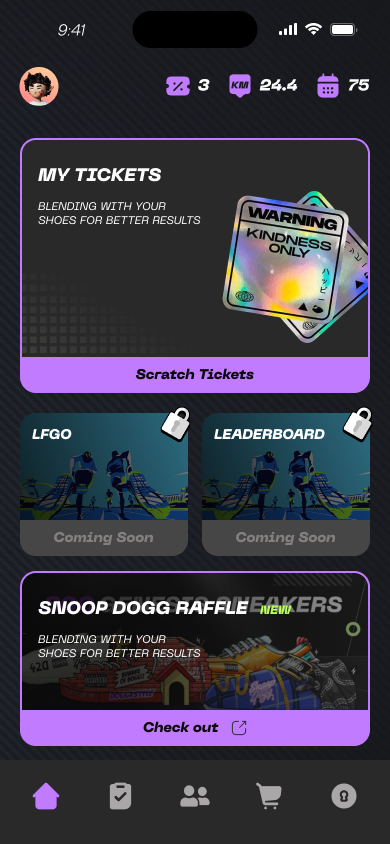 9:41
3
KM
24.4
75
MY TICKETS
BLENDING WITH YOUR
SHOES FOR BETTER RESULTS
WARNING
KINDNESS
ONLY
Scratch Tickets
LFGO
LEADERBOARD
Coming Soon
Coming Soon
GENESIS SNEAKERS
SNOOP DOGG RAFFLE NEW
BLENDING WITH YOUR
SHOES FOR BETTER RESULTS
Check out